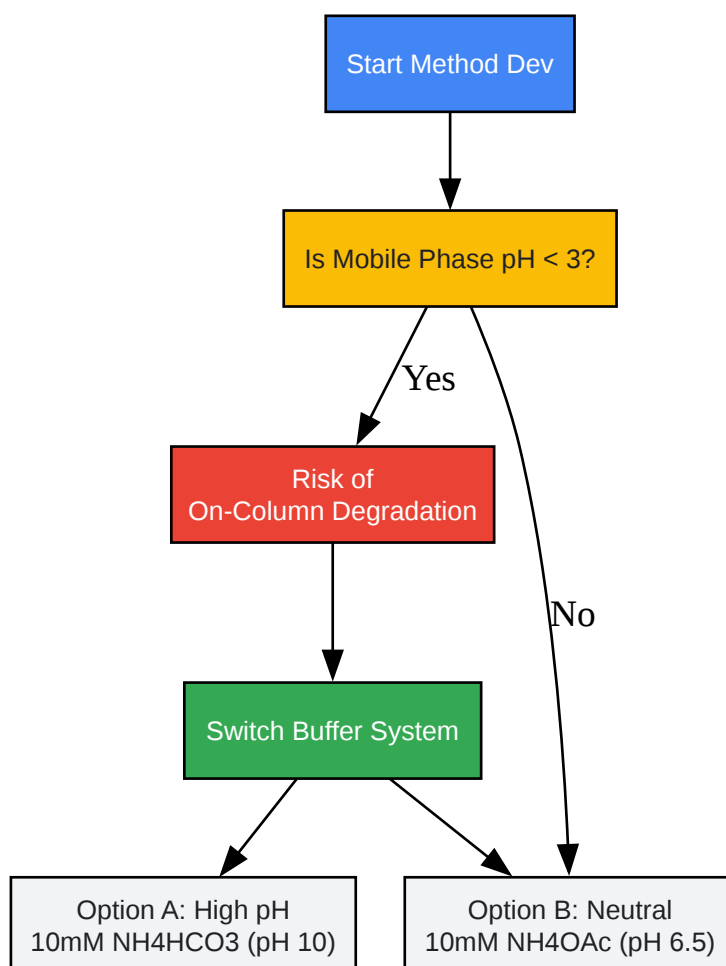 Start Method Dev
Is Mobile Phase pH < 3?
Yes
Risk of
On-Column Degradation
No
Switch Buffer System
Option A: High pH
10mM NH4HCO3 (pH 10)
Option B: Neutral
10mM NH4OAc (pH 6.5)